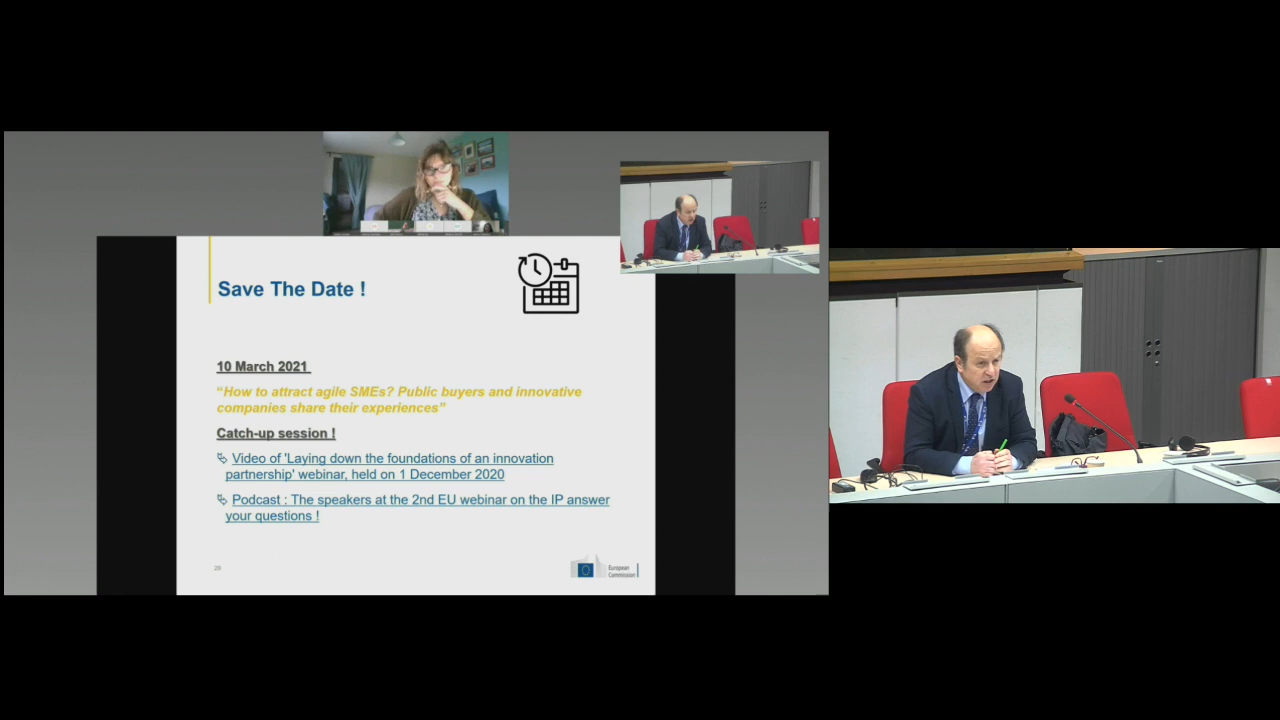 Save The Date !
10 March 2021
“How to attract agile SMEs? Public buyers and innovative
companies share their experiences”
Catch-up session !
Video of 'Laying down the foundations of an innovation
partnership' webinar, held on 1 December 2020
Podcast : The speakers at the 2nd EU webinar on the IP answer
your questions !
20
European
Commission